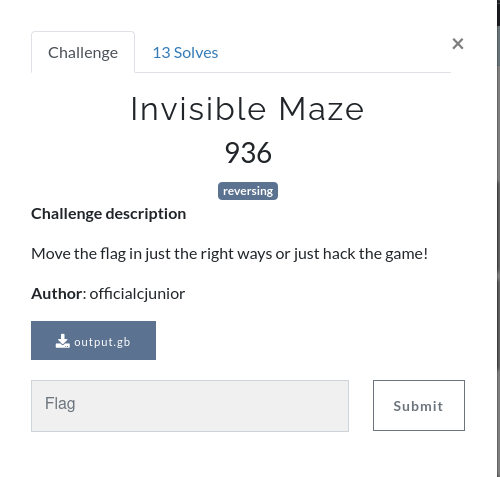 Challenge
13 Solves
×
Invisible Maze
936
reversing
Challenge description
Move the flag in just the right ways or just hack the game!
Author: officialcjunior
output.gb
Flag
Submit